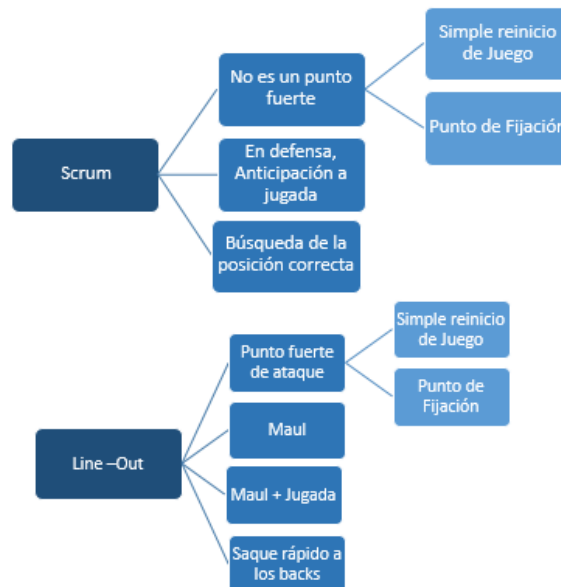 Scrum
No es un punto
fuerte
Simple reinicio
de Juego
Punto de Fijación
En defensa,
Anticipación a
jugada
Búsqueda de la
posición correcta
Line –Out
Punto fuerte
de ataque
Simple reinicio
de Juego
Punto de
Fijación
Maul
Maul + Jugada
Saque rápido a
los backs